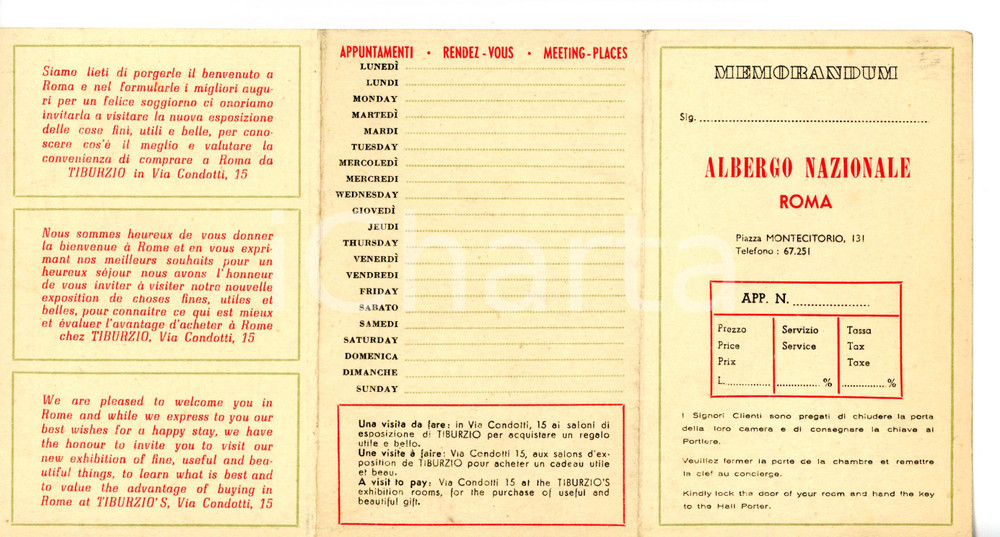 Siamo lieti di porgerle il benvenuto a
Roma e nel formularle i migliori augu-
ri per un felice soggiorno ci onoriamo
invitarla a visitare la nuova esposizione
delle cose fini, utili e belle, per cono-
scere cos'é il meglio e valutare la
convenienza di comprare a Roma da
TIBURZIO in Via Condotti, 15
Nous sommes heureux de vous donner
la bienvenue à Rome et en vous expri-
mant nos meilleurs souhaits pour un
heureux séjour nous avons l'honneur
de vous inviter à visiter notre nouvelle
exposition de choses fines, utiles et
belles, pour connaitre ce qui est mieux
et évaluer l'avantage d'acheter à Rome
chez TIBURZIO, Via Condotti, 15
We are pleased to welcome you in
Rome and while we express to you our
best wishes for a happy stay, we have
the honour to invite you to visit our
new exhibition of fine, useful and beau-
utiful things, to learn what is best and
to value the advantage of buying in
Rome at TIBURZIO'S, Via Condotti, 15
APPUNTAMENTI · RENDEZ-VOUS · MEETING-PLACES
LUNEDÌ
LUNDI
MONDAY
MARTEDÌ
MARDI
TUESDAY
MERCOLEDÌ
MERCREDI
WEDNESDAY
GIOVEDÌ
JEUDI
THURSDAY
VENERDÌ
VENDREDI
FRIDAY
SABATO
SAMEDI
SATURDAY
DOMENICA
DIMANCHE
SUNDAY
Una visita da fare: in Via Condotti, 15 ai saloni di
esposizione di TIBURZIO per acquistare un regalo
utile e bello.
Une visite à faire: Via Condotti 15, aux salons d'ex-
position de TIBURZIO pour acheter un cadeau utile
et beau.
A visit to pay: Via Condotti 15 at the TIBURZIO'S
exhibition rooms, for the purchase of useful and
beautiful gift.
MEMORANDUM
Sig.
ALBERGO NAZIONALE
ROMA
Piazza MONTECITORIO, 131
Telefono : 67.251
APP. N.
Prezzo Servizio Tassa
Price Service Tax
Prix Taxe
L. % %
I Signori Clienti sono pregati di chiudere la porta
della loro camera e di consegnare la chiave al
Portiere.
Veuillez fermer la porte de la chambre et remettre
la clef au concierge.
Kindly lock the door of your room and hand the key
to the Hall Porter.
iCharta